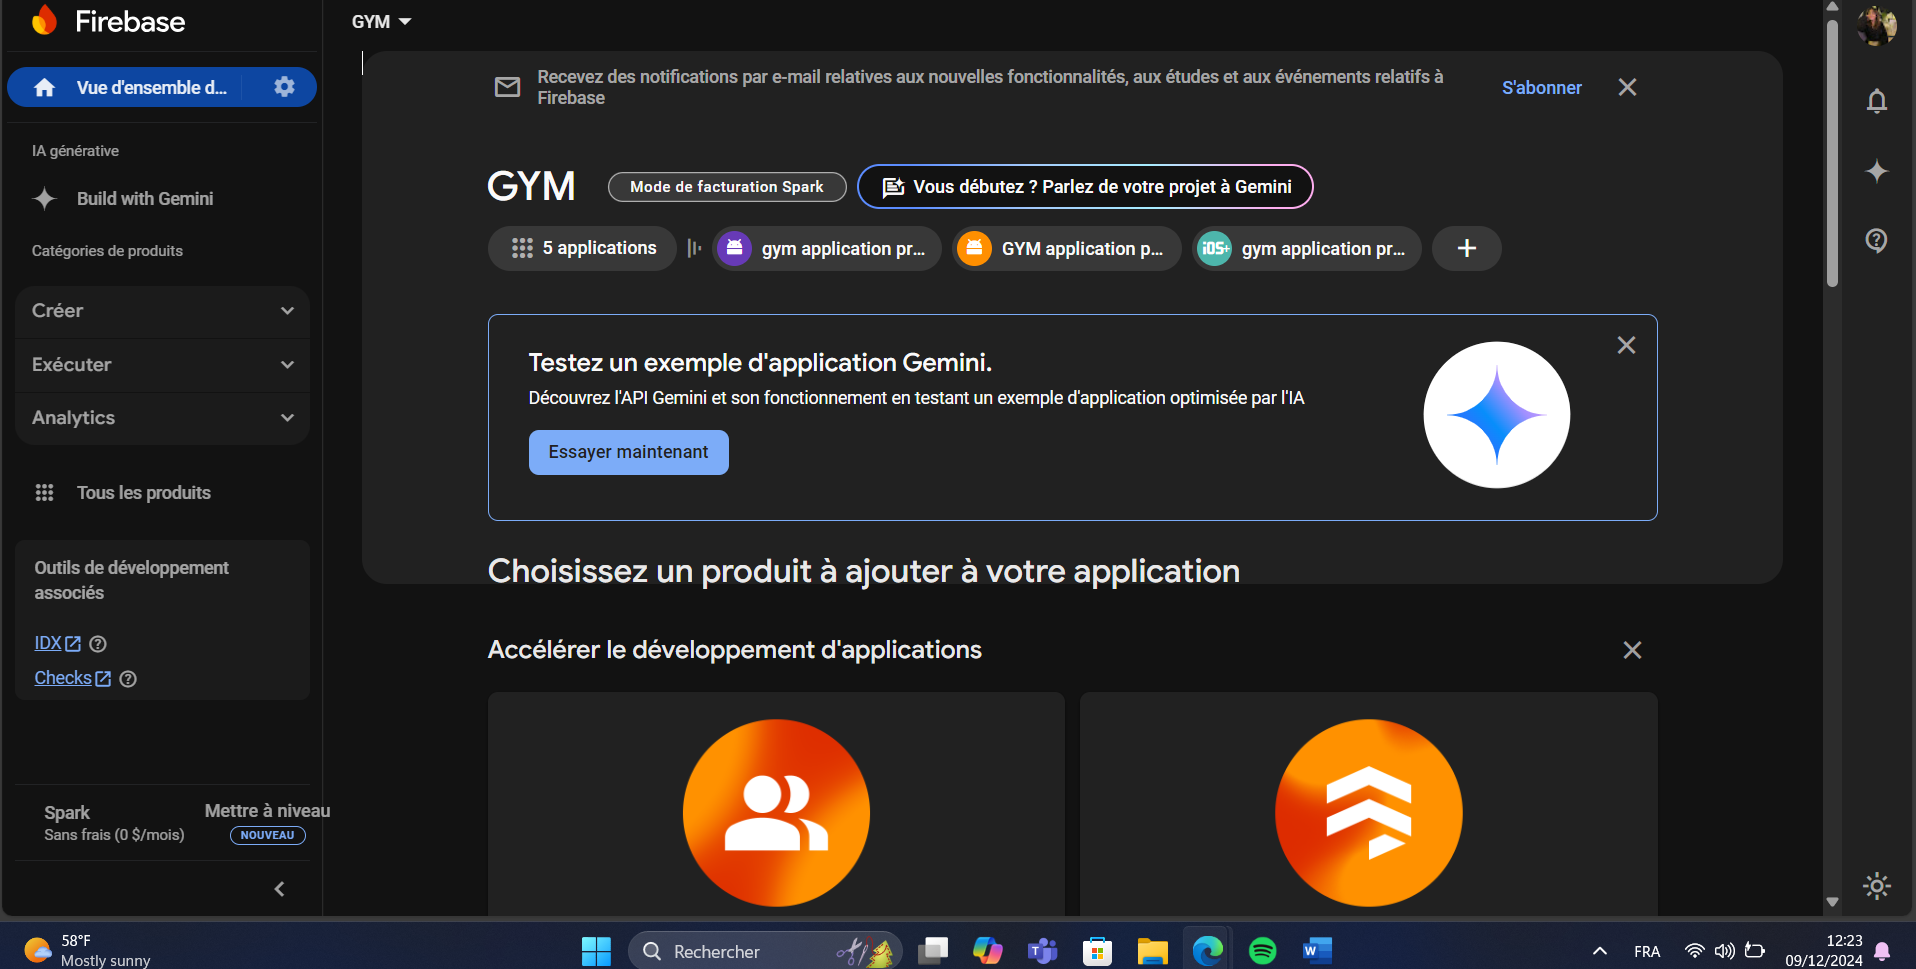 Firebase
GYM
Vue d'ensemble d...
Recevez des notifications par e-mail relatives aux nouvelles fonctionnalités, aux études et aux événements relatifs à
Firebase
S'abonner
IA générative
Build with Gemini
Catégories de produits
Créer
Exécuter
Analytics
Tous les produits
Outils de développement
associés
IDX
Checks
Spark
Sans frais (0 $/mois)
Mettre à niveau
NOUVEAU
GYM
Mode de facturation Spark
Vous débutez ? Parlez de votre projet à Gemini
5 applications
gym application pr...
GYM application p...
iOS+
gym application pr...
Testez un exemple d'application Gemini.
Découvrez l'API Gemini et son fonctionnement en testant un exemple d'application optimisée par l'IA
Essayer maintenant
Choisissez un produit à ajouter à votre application
Accélérer le développement d'applications
58°F
Mostly sunny
Rechercher
FRA
12:23
09/12/2024